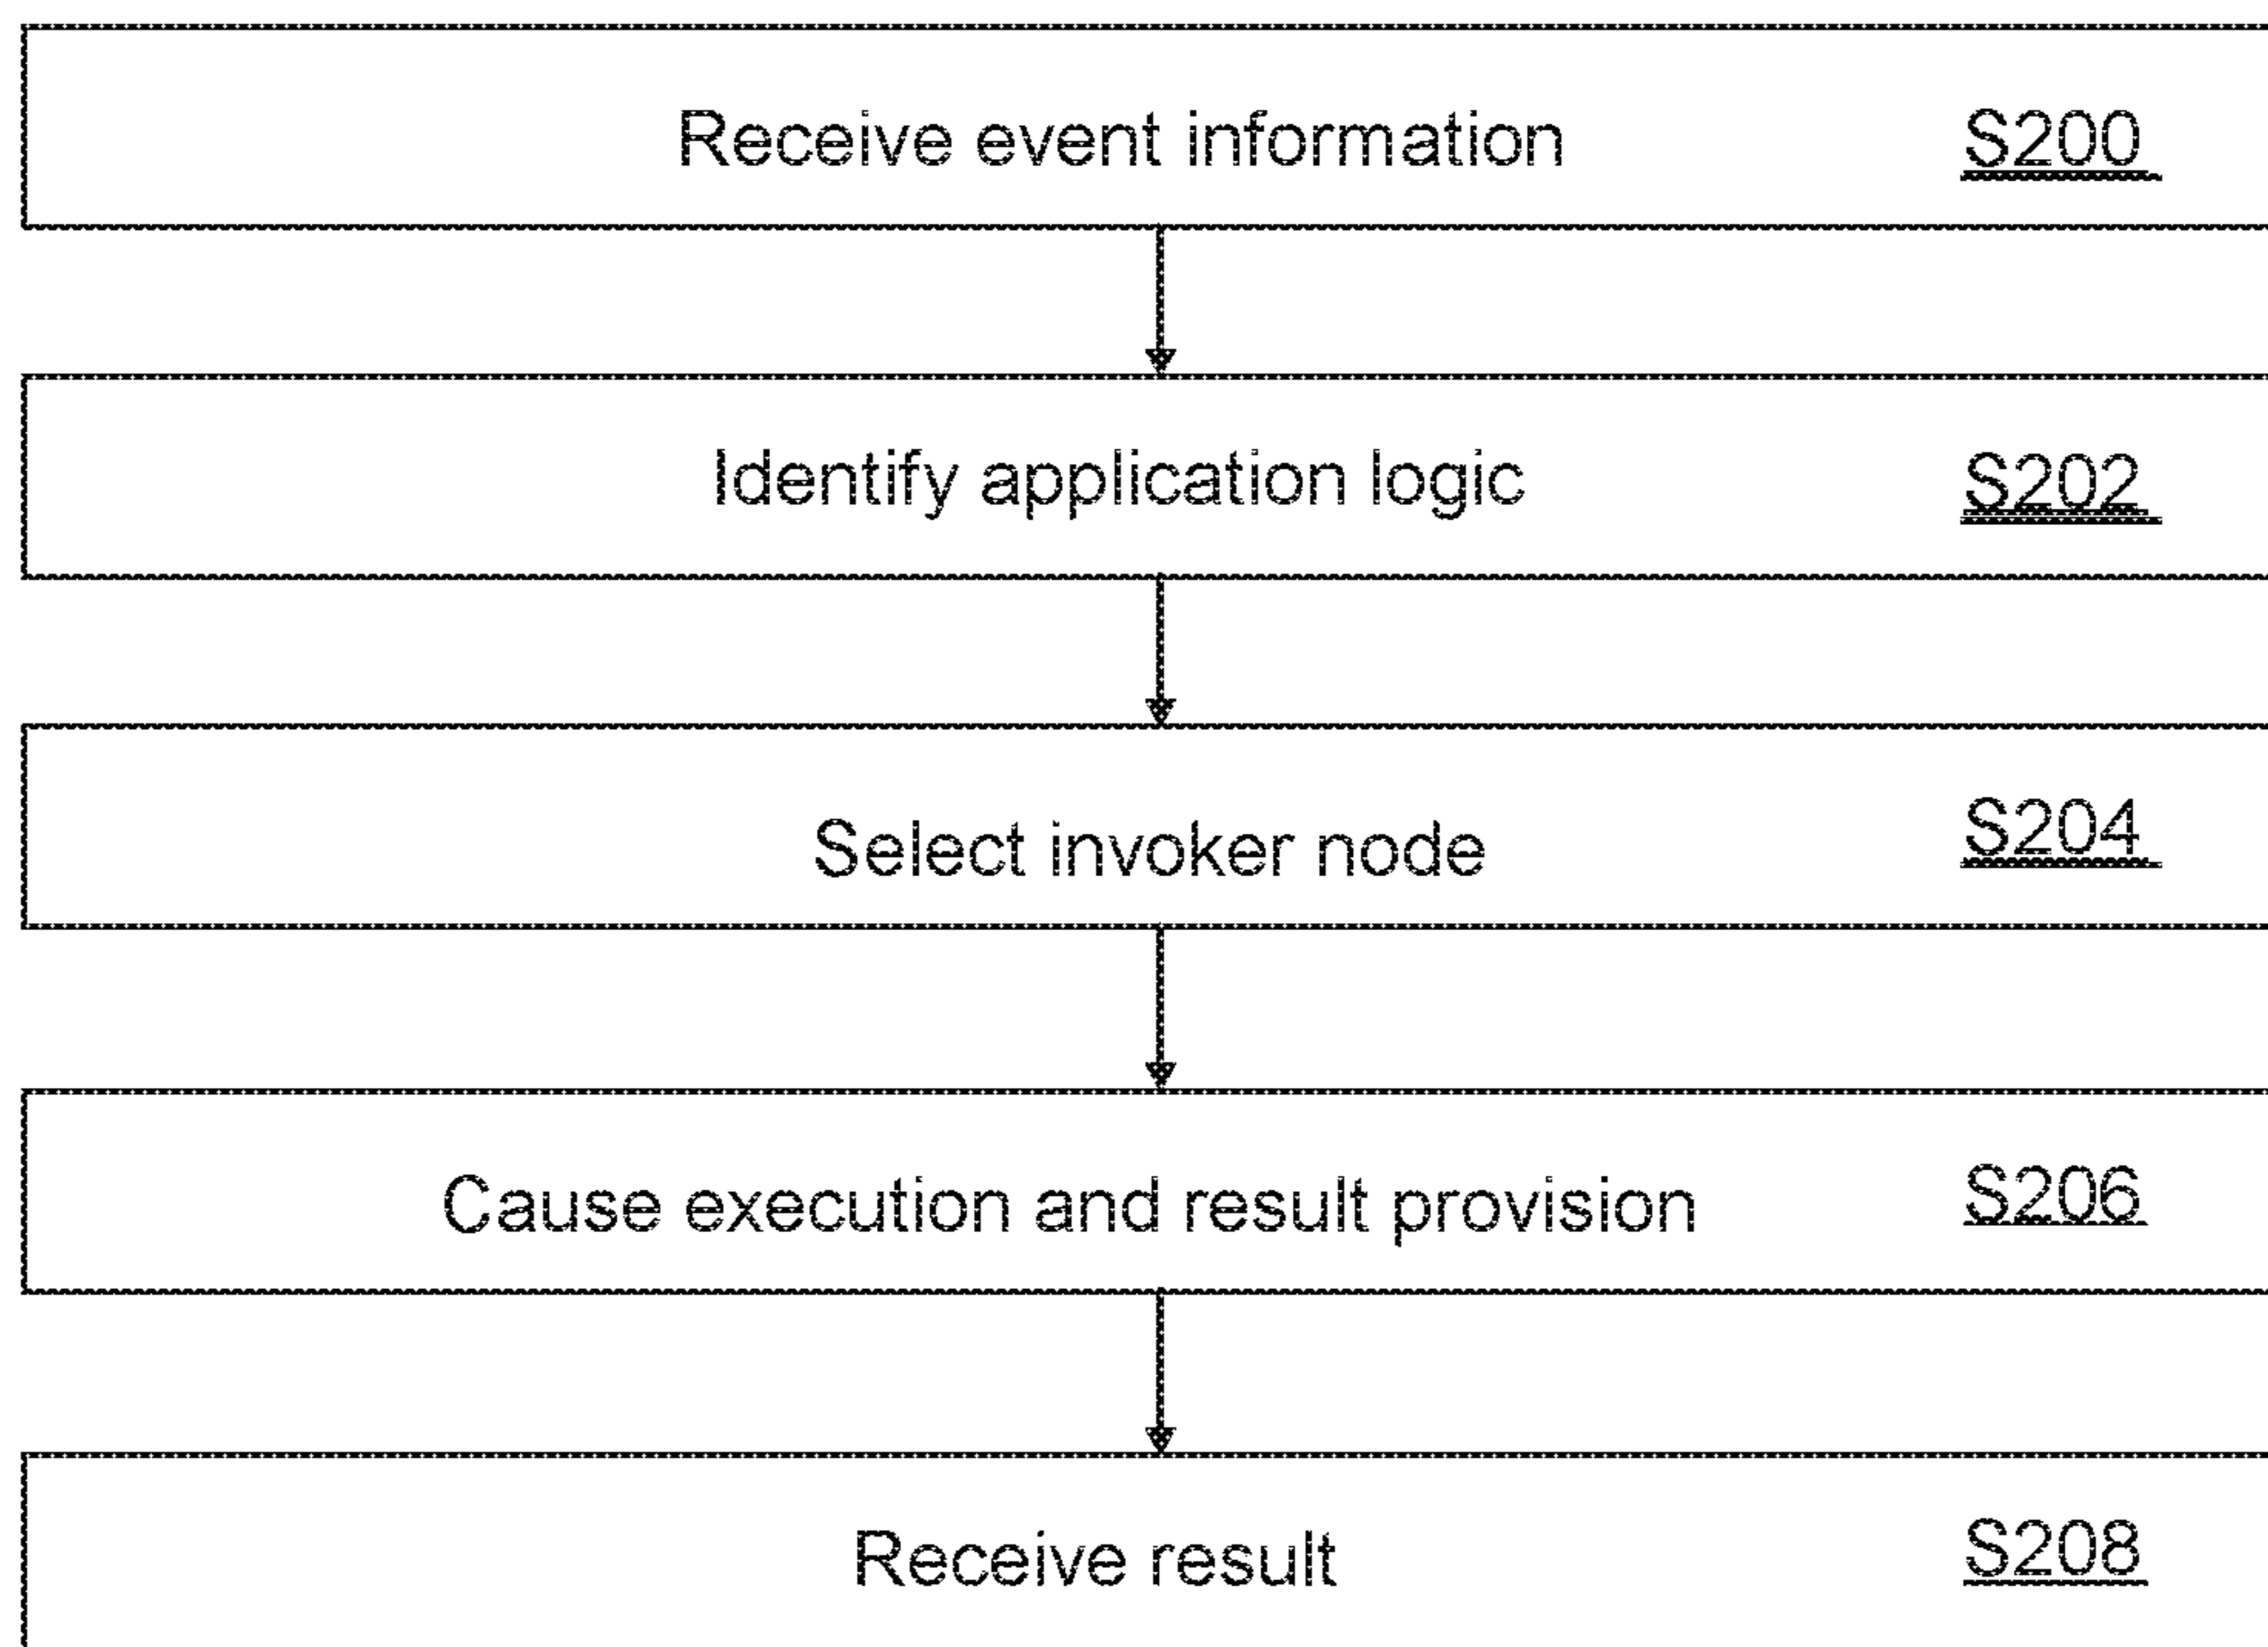 Receive event information S200
Identify application logic S202
Select invoker node S204
Cause execution and result provision S206
Receive result S208